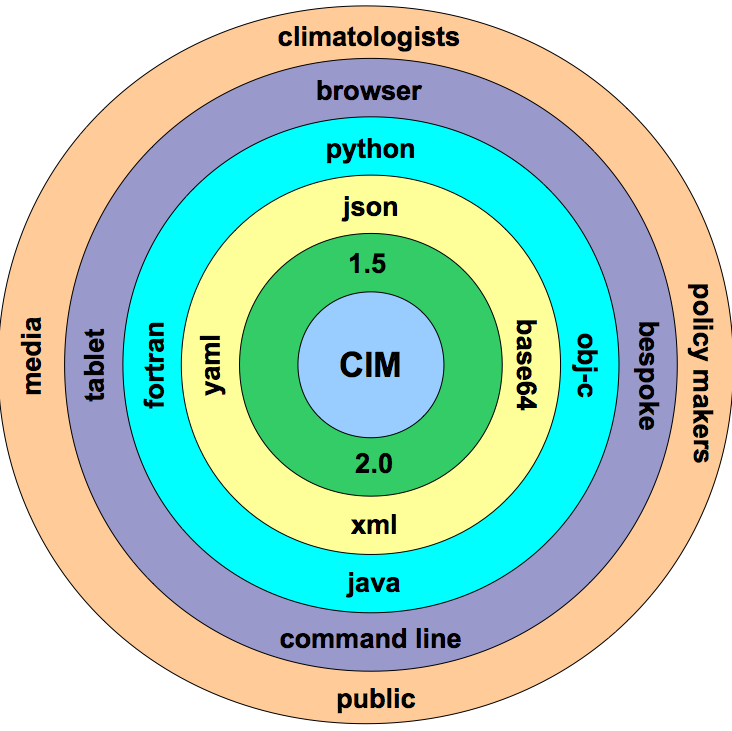 climatologists
browser
python
json
1.5
media
tablet
fortran
yaml
CIM
base64
obj-c
bespoke
policy makers
2.0
xml
java
command line
public